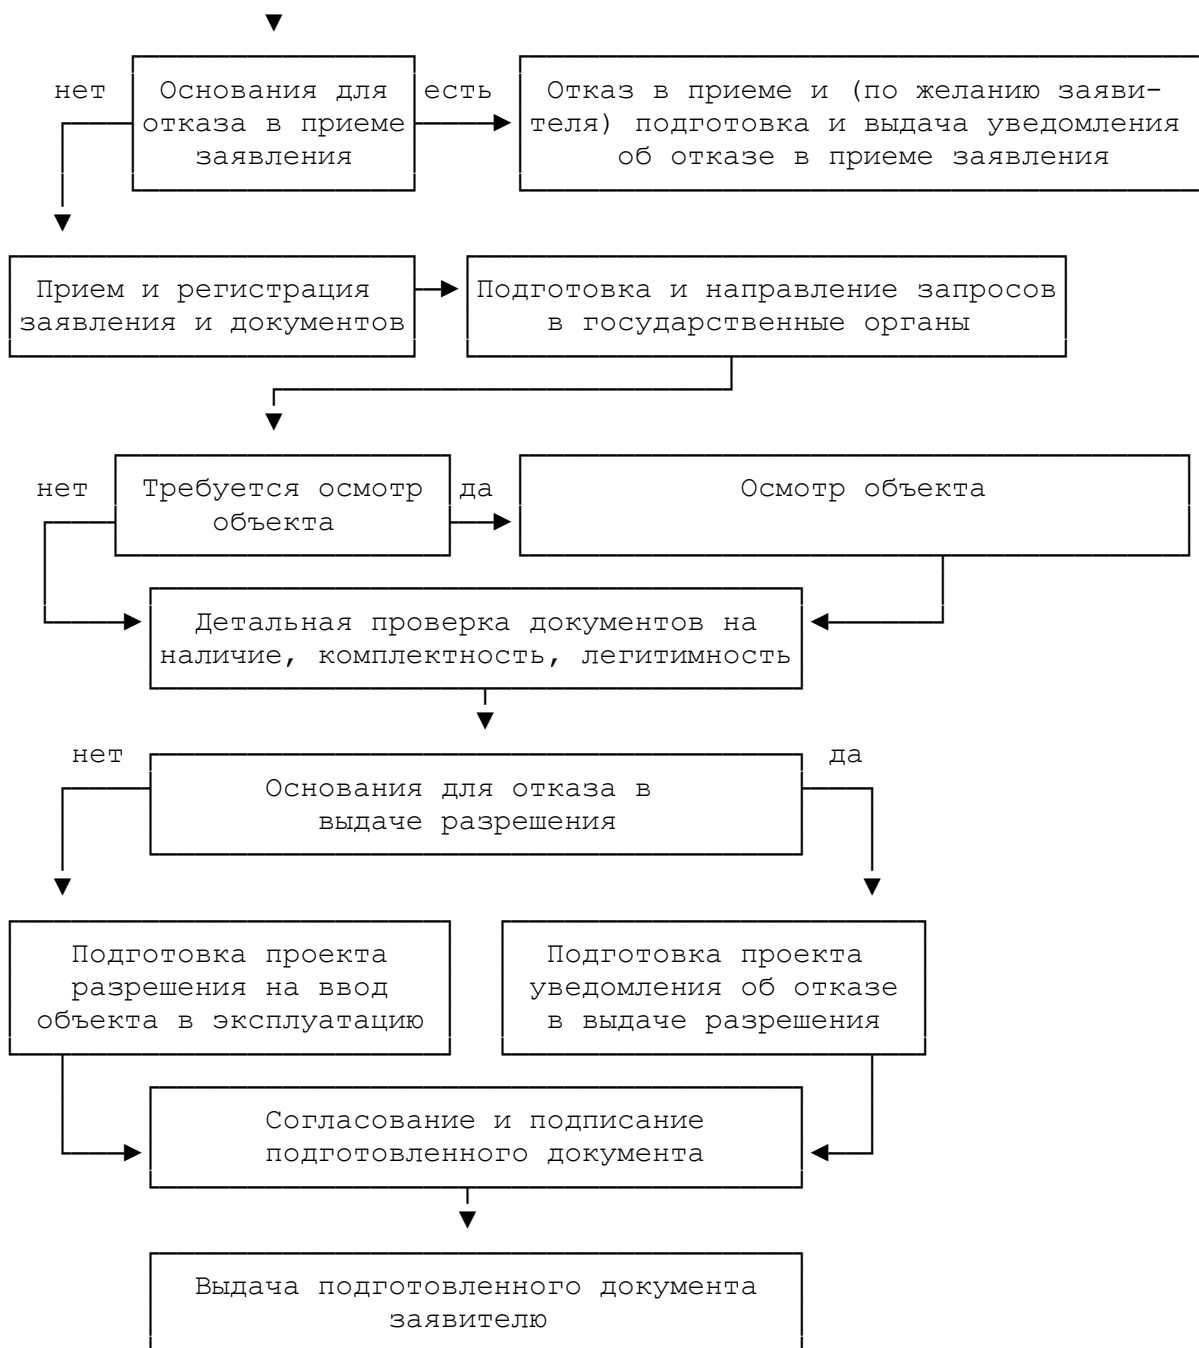 нет
Основания для
отказа в приеме
заявления
есть
Отказ в приеме и (по желанию заяви-
теля) подготовка и выдача уведомления
об отказе в приеме заявления
Прием и регистрация
заявления и документов
Подготовка и направление запросов
в государственные органы
нет
Требуется осмотр
объекта
да
Осмотр объекта
Детальная проверка документов на
наличие, комплектность, легитимность
нет
да
Основания для отказа в
выдаче разрешения
Подготовка проекта
разрешения на ввод
объекта в эксплуатацию
Подготовка проекта
уведомления об отказе
в выдаче разрешения
Согласование и подписание
подготовленного документа
Выдача подготовленного документа
заявителю